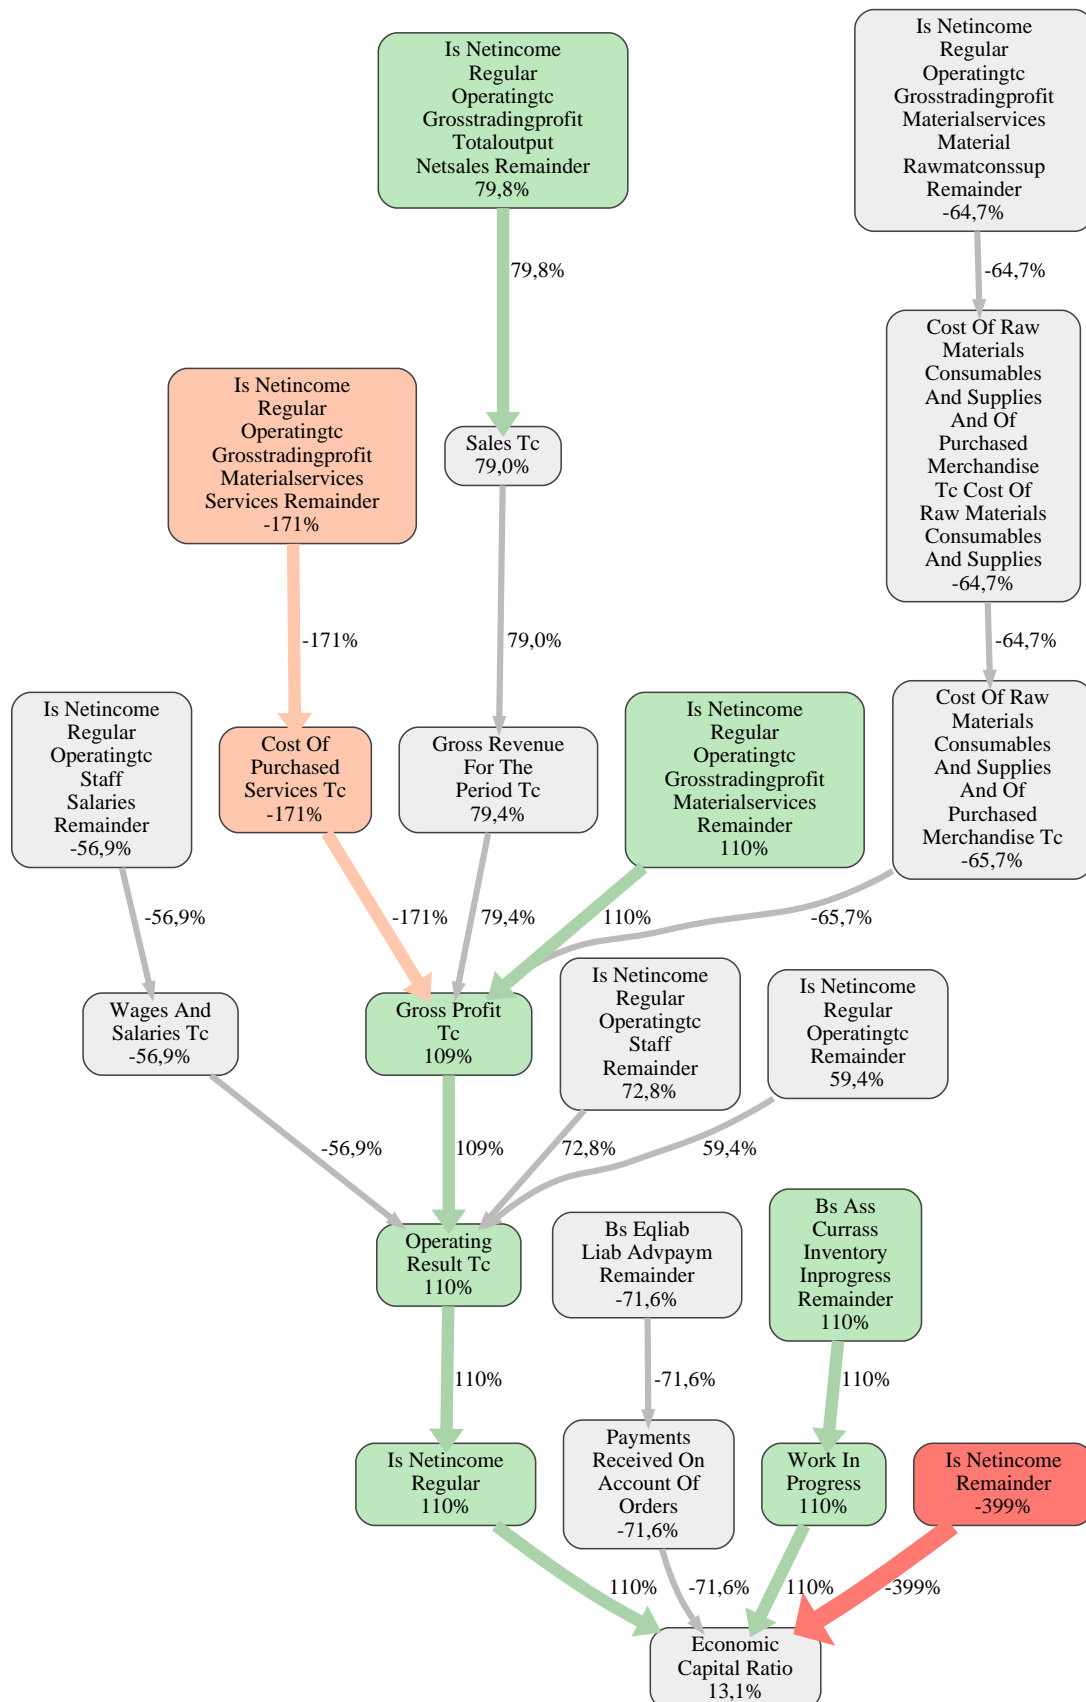 Is Netincome
Regular
Operatingtc
Grosstradingprofit
Totaloutput
Netsales Remainder
79,8%
Is Netincome
Regular
Operatingtc
Grosstradingprofit
Materialservices
Material
Rawmatconssup
Remainder
-64,7%
79,8%
-64,7%
Cost Of Raw
Materials
Consumables
And Supplies
And Of
Purchased
Merchandise
Tc Cost Of
Raw Materials
Consumables
And Supplies
-64,7%
Is Netincome
Regular
Operatingtc
Grosstradingprofit
Materialservices
Services Remainder
-171%
Sales Tc
79,0%
-171%
79,0%
-64,7%
Is Netincome
Regular
Operatingtc
Staff
Salaries
Remainder
-56,9%
Cost Of
Purchased
Services Tc
-171%
Gross Revenue
For The
Period Tc
79,4%
Is Netincome
Regular
Operatingtc
Grosstradingprofit
Materialservices
Remainder
110%
Cost Of Raw
Materials
Consumables
And Supplies
And Of
Purchased
Merchandise Tc
-65,7%
-56,9%
-171%
79,4%
110%
-65,7%
Wages And
Salaries Tc
-56,9%
Gross Profit
Tc
109%
Is Netincome
Regular
Operatingtc
Staff
Remainder
72,8%
Is Netincome
Regular
Operatingtc
Remainder
59,4%
-56,9%
109%
72,8%
59,4%
Operating
Result Tc
110%
Bs Eqliab
Liab Advpaym
Remainder
-71,6%
Bs Ass
Currass
Inventory
Inprogress
Remainder
110%
110%
-71,6%
110%
Is Netincome
Regular
110%
Payments
Received On
Account Of
Orders
-71,6%
Work In
Progress
110%
Is Netincome
Remainder
-399%
110%
-71,6%
110%
-399%
Economic
Capital Ratio
13,1%